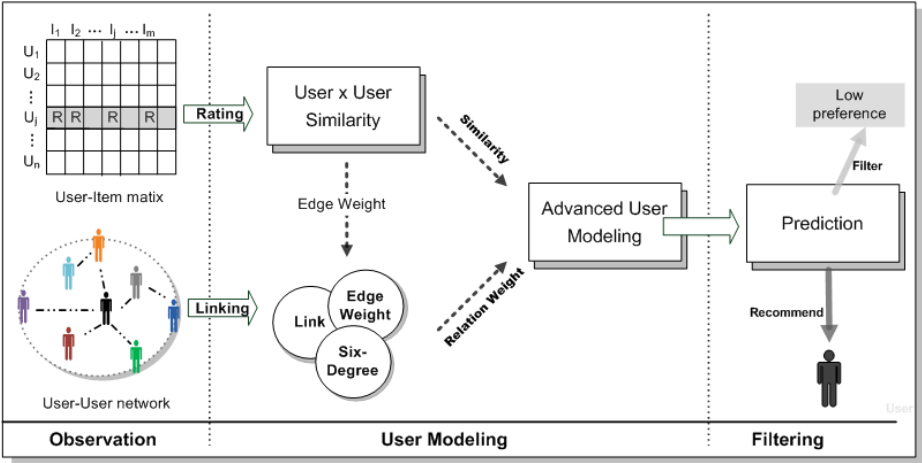 I1 I2 ... Ij ... Im
U1
U2
⋮
Uj R R R R
⋮
Un
User-Item matix
Rating
User x User
Similarity
Similarity
Edge Weight
Low
preference
Filter
Advanced User
Modeling
Prediction
User-User network
Linking
Link
Edge
Weight
Six-
Degree
Relation Weight
Recommend
User
Observation
User Modeling
Filtering